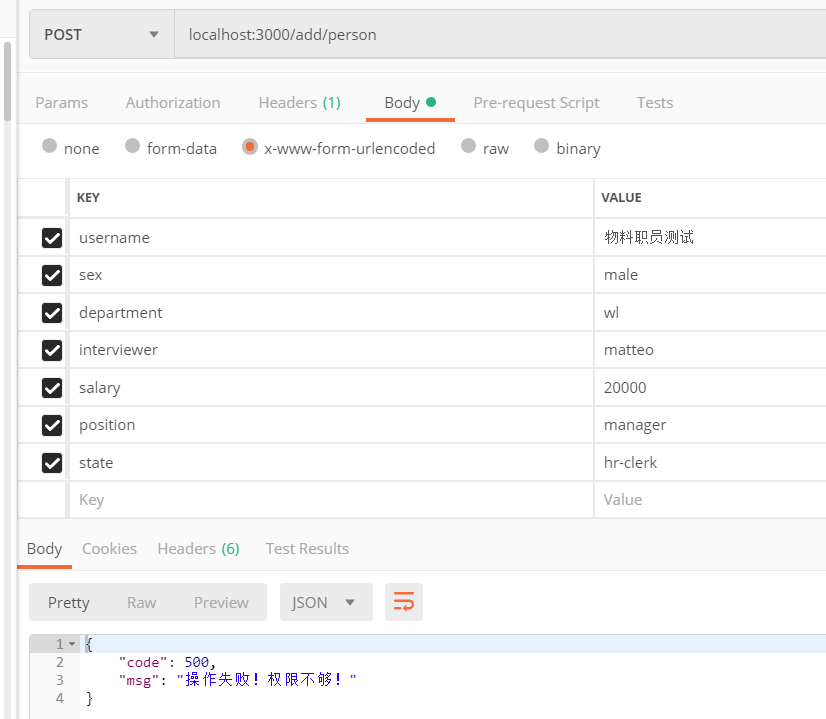 POST localhost:3000/add/person
Params Authorization Headers (1) Body Pre-request Script Tests
none form-data x-www-form-urlencoded raw binary
KEY VALUE
username 物料职员测试
sex male
department wl
interviewer matteo
salary 20000
position manager
state hr-clerk
Key Value
Body Cookies Headers (6) Test Results
Pretty Raw Preview JSON
1 {
2 "code": 500,
3 "msg": "操作失败！权限不够！"
4 }